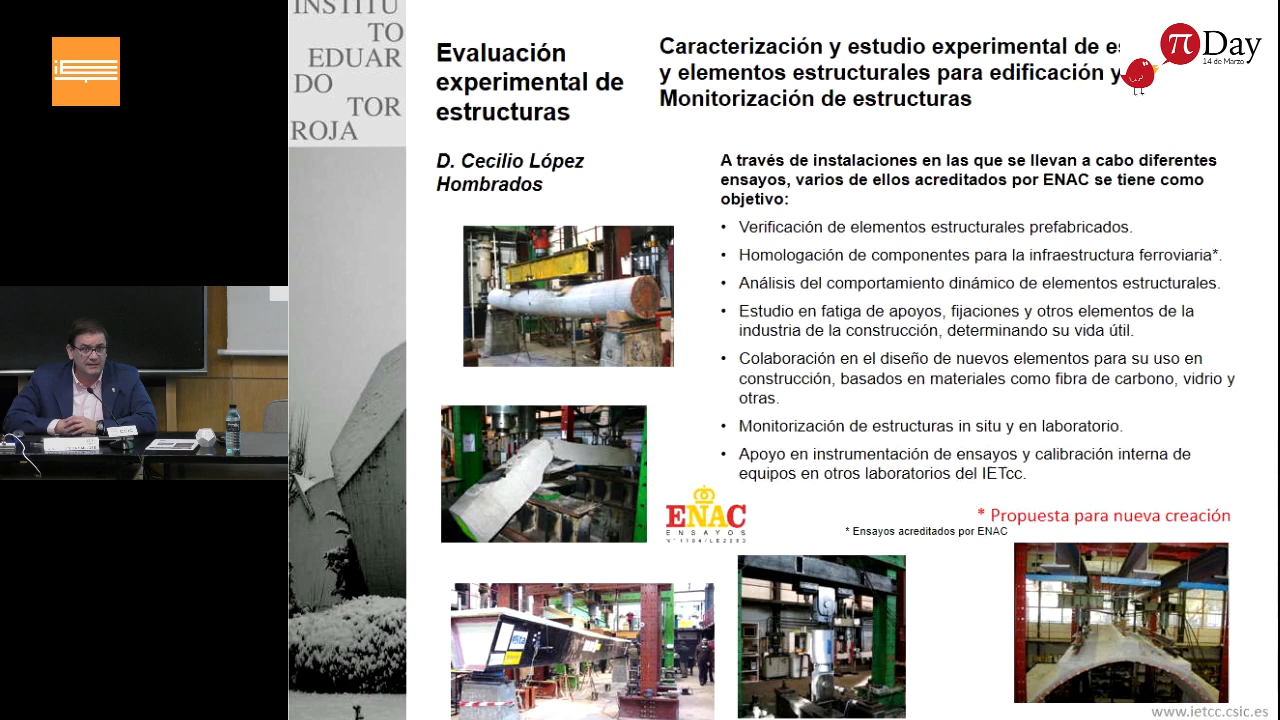 INSTITU
TO
EDUAR
DO
TOR
ROJA
Evaluación
experimental de
estructuras
D. Cecilio López
Hombrados
Caracterización y estudio experimental de
y elementos estructurales para edificación y
Monitorización de estructuras
π Day
14 de Marzo
A través de instalaciones en las que se llevan a cabo diferentes
ensayos, varios de ellos acreditados por ENAC se tiene como
objetivo:
• Verificación de elementos estructurales prefabricados.
• Homologación de componentes para la infraestructura ferroviaria*.
• Análisis del comportamiento dinámico de elementos estructurales.
• Estudio en fatiga de apoyos, fijaciones y otros elementos de la
industria de la construcción, determinando su vida útil.
• Colaboración en el diseño de nuevos elementos para su uso en
construcción, basados en materiales como fibra de carbono, vidrio y
otras.
• Monitorización de estructuras in situ y en laboratorio.
• Apoyo en instrumentación de ensayos y calibración interna de
equipos en otros laboratorios del IETcc.
ENAC
ENSAYOS
* Propuesta para nueva creación
* Ensayos acreditados por ENAC
www.ietcc.csic.es